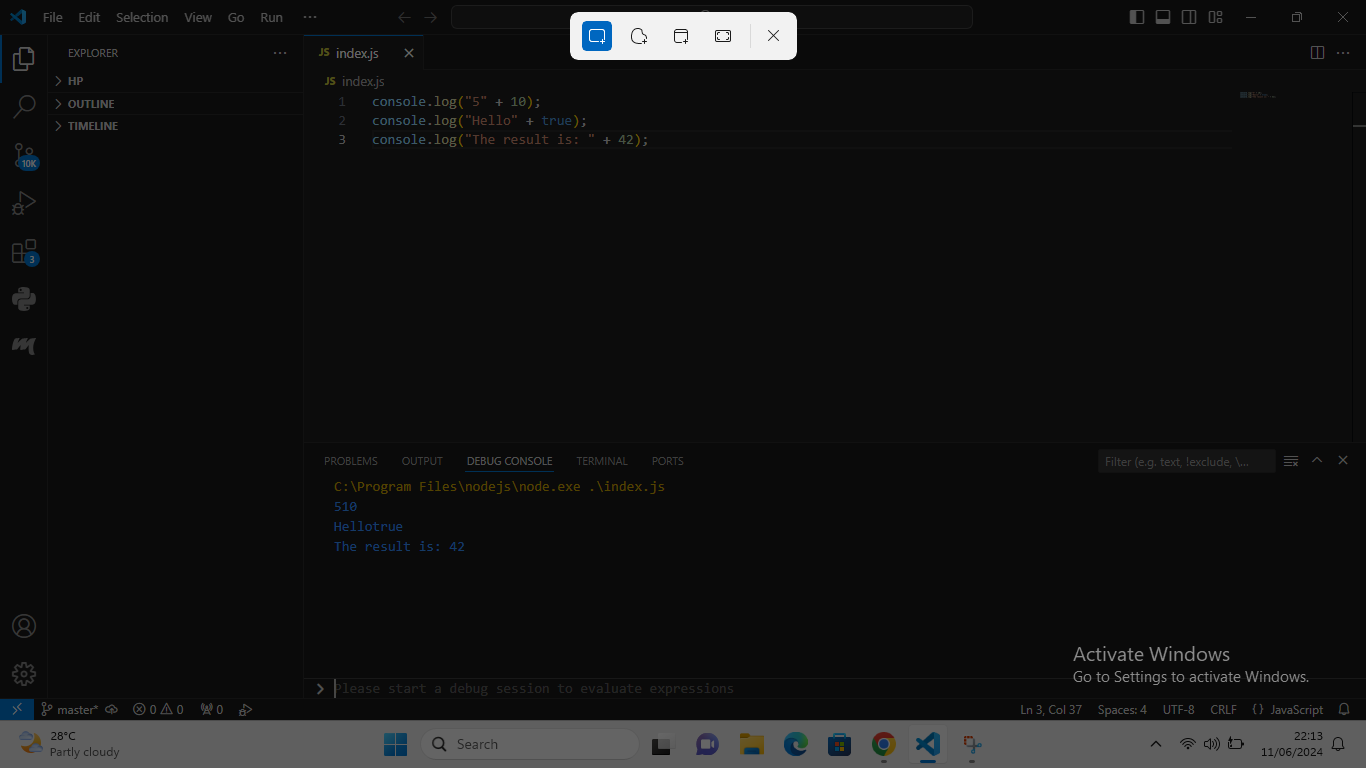 File Edit Selection View Go Run ···
EXPLORER ···
HP
OUTLINE
TIMELINE
10K
3
JS index.js
JS index.js
1 console.log("5" + 10);
2 console.log("Hello" + true);
3 console.log("The result is: " + 42);
PROBLEMS OUTPUT DEBUG CONSOLE TERMINAL PORTS
Filter (e.g. text, !exclude, \...
C:\Program Files\nodejs\node.exe .\index.js
510
Hellotrue
The result is: 42
Activate Windows
Go to Settings to activate Windows.
Please start a debug session to evaluate expressions
master* 0 0 0
Ln 3, Col 37 Spaces: 4 UTF-8 CRLF {} JavaScript
28°C
Partly cloudy
Search
22:13
11/06/2024